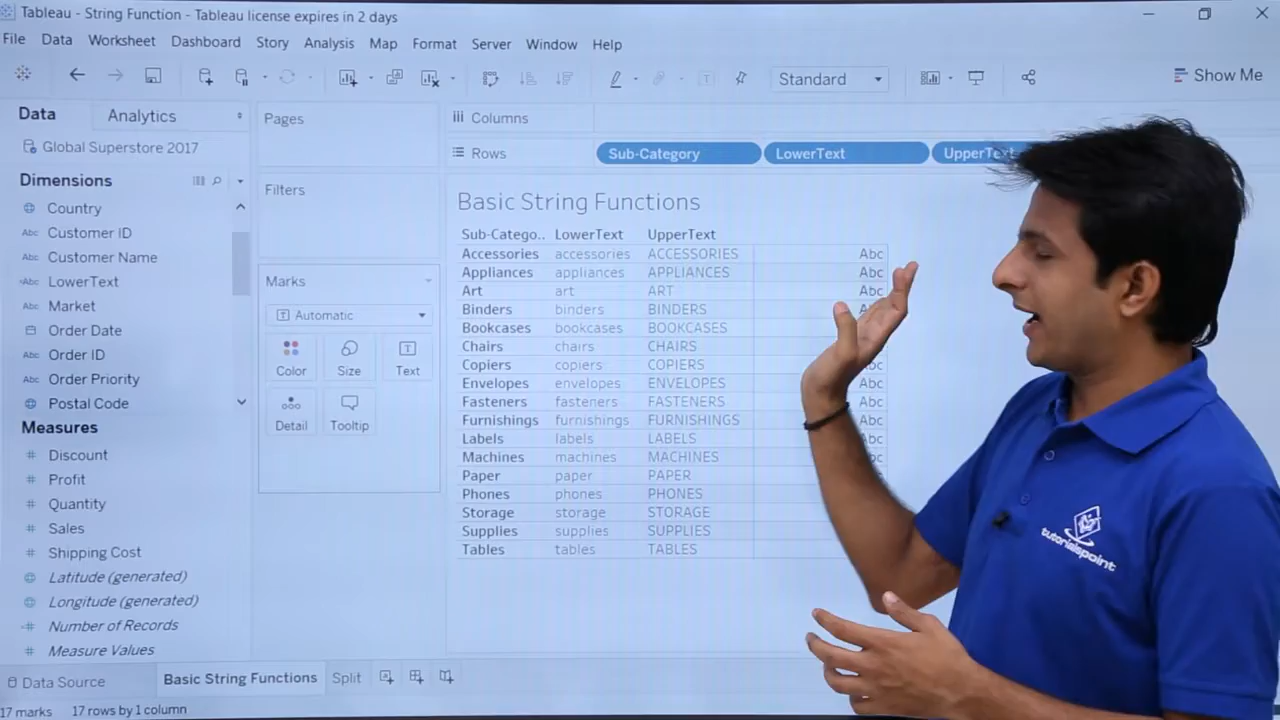 Tableau - String Function - Tableau license expires in 2 days
File Data Worksheet Dashboard Story Analysis Map Format Server Window Help
Standard
Show Me
Data
Analytics
Global Superstore 2017
Dimensions
Country
Abc Customer ID
Abc Customer Name
=Abc LowerText
Abc Market
Order Date
Abc Order ID
Abc Order Priority
Postal Code
Measures
# Discount
# Profit
# Quantity
# Sales
# Shipping Cost
Latitude (generated)
Longitude (generated)
=# Number of Records
# Measure Values
Pages
Filters
Marks
Automatic
Color Size Text
Detail Tooltip
Columns
Rows Sub-Category LowerText UpperText
Basic String Functions
Sub-Catego.. LowerText UpperText
Accessories accessories ACCESSORIES Abc
Appliances appliances APPLIANCES Abc
Art art ART Abc
Binders binders BINDERS
Bookcases bookcases BOOKCASES
Chairs chairs CHAIRS Abc
Copiers copiers COPIERS Abc
Envelopes envelopes ENVELOPES Abc
Fasteners fasteners FASTENERS Abc
Furnishings furnishings FURNISHINGS Abc
Labels labels LABELS Abc
Machines machines MACHINES Abc
Paper paper PAPER
Phones phones PHONES
Storage storage STORAGE
Supplies supplies SUPPLIES
Tables tables TABLES
tutorialspoint
Data Source Basic String Functions Split
17 marks 17 rows by 1 column